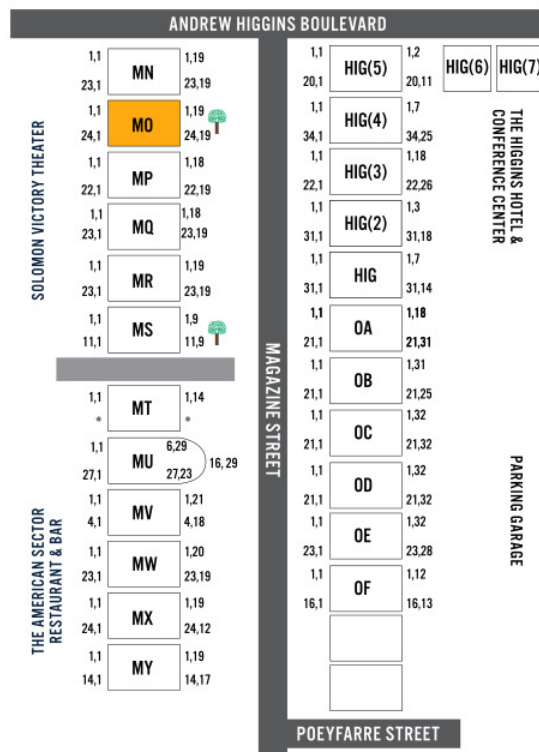 ANDREW HIGGINS BOULEVARD
SOLOMON VICTORY THEATER
1,1 MN 1,19
23,1 23,19
1,1 MO 1,19
24,1 24,19
1,1 MP 1,18
22,1 22,19
1,1 MQ 1,18
23,1 23,19
1,1 MR 1,19
23,1 23,19
1,1 MS 1,9
11,1 11,9
THE AMERICAN SECTOR
RESTAURANT & BAR
1,1 MT 1,14
* *
1,1 MU 6,29
27,1 27,23 16,29
1,1 MV 1,21
4,1 4,18
1,1 MW 1,20
23,1 23,19
1,1 MX 1,19
24,1 24,12
1,1 MY 1,19
14,1 14,17
MAGAZINE STREET
1,1 HIG(5) 1,2 HIG(6) HIG(7)
20,1 20,11
1,1 HIG(4) 1,7
34,1 34,25
1,1 HIG(3) 1,18
22,1 22,26
1,1 HIG(2) 1,3
31,1 31,18
1,1 HIG 1,7
31,1 31,14
1,1 OA 1,18
21,1 21,31
1,1 OB 1,31
21,1 21,25
1,1 OC 1,32
21,1 21,32
1,1 OD 1,32
21,1 21,32
1,1 OE 1,32
23,1 23,28
1,1 OF 1,12
16,1 16,13
THE HIGGINS HOTEL &
CONFERENCE CENTER
PARKING GARAGE
POEYFARRE STREET